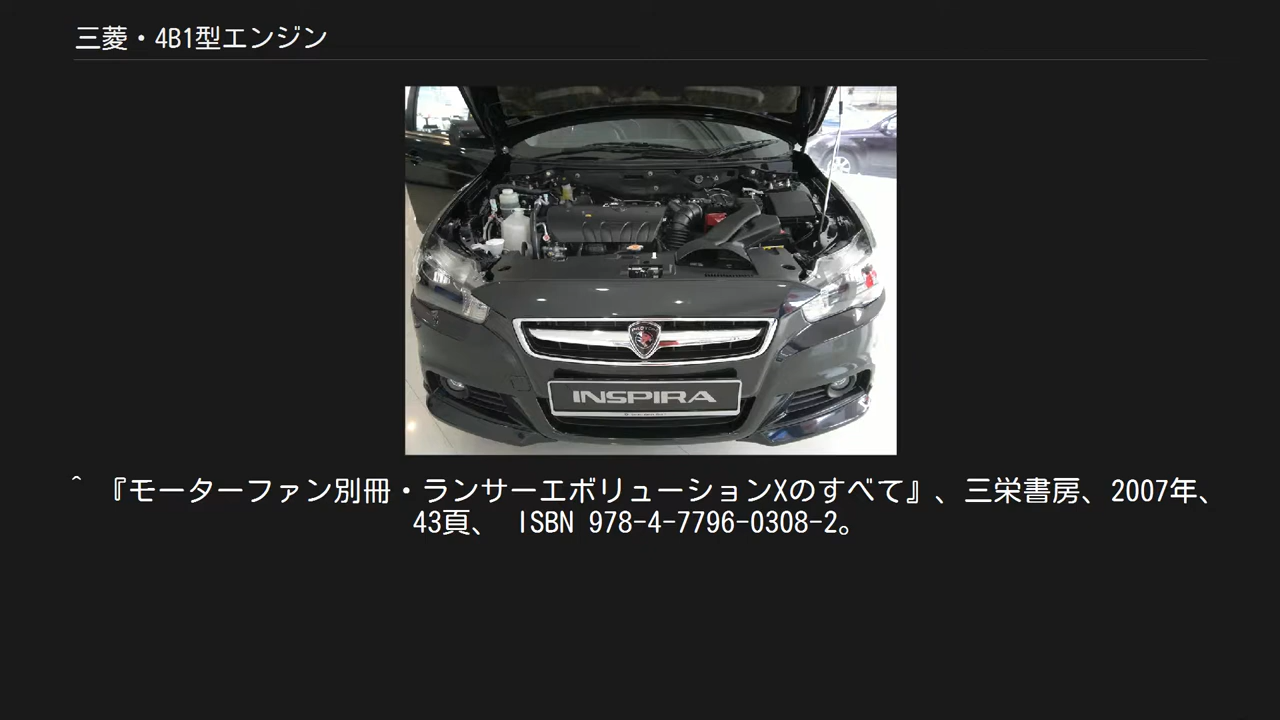 三菱・4B1型エンジン
PROTON
INSPIRA
^ 『モーターファン別冊・ランサーエボリューションXのすべて』、三栄書房、2007年、
43頁、 ISBN 978-4-7796-0308-2。